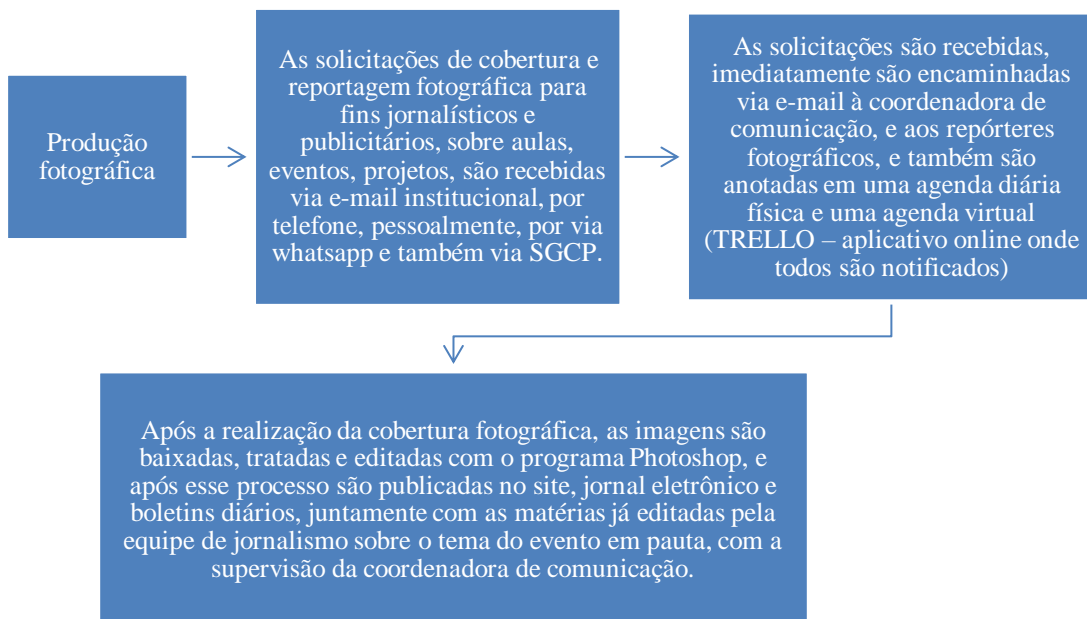 Produção
fotográfica
As solicitações de cobertura e
reportagem fotográfica para
fins jornalísticos e
publicitários, sobre aulas,
eventos, projetos, são recebidas
via e-mail institucional, por
telefone, pessoalmente, por via
whatsapp e também via SGCP.
As solicitações são recebidas,
imediatamente são encaminhadas
via e-mail à coordenadora de
comunicação, e aos repórteres
fotográficos, e também são
anotadas em uma agenda diária
física e uma agenda virtual
(TRELLO – aplicativo online onde
todos são notificados)
Após a realização da cobertura fotográfica, as imagens são
baixadas, tratadas e editadas com o programa Photoshop, e
após esse processo são publicadas no site, jornal eletrônico e
boletins diários, juntamente com as matérias já editadas pela
equipe de jornalismo sobre o tema do evento em pauta, com a
supervisão da coordenadora de comunicação.